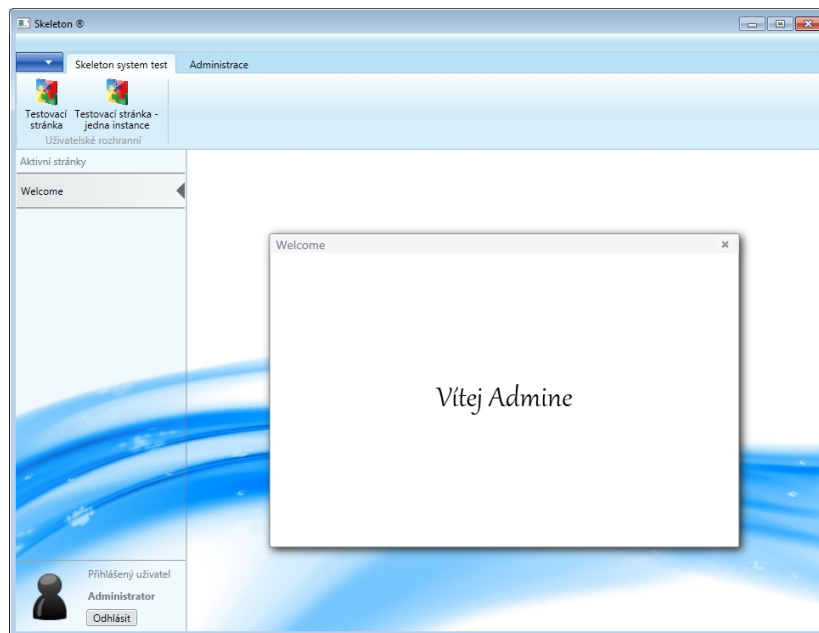 Skeleton ®
Skeleton system test
Administrace
Testovací
stránka
Testovací stránka -
jedna instance
Uživatelské rozhranní
Aktivní stránky
Welcome
Welcome
Vítej Admine
Přihlášený uživatel
Administrator
Odhlásit